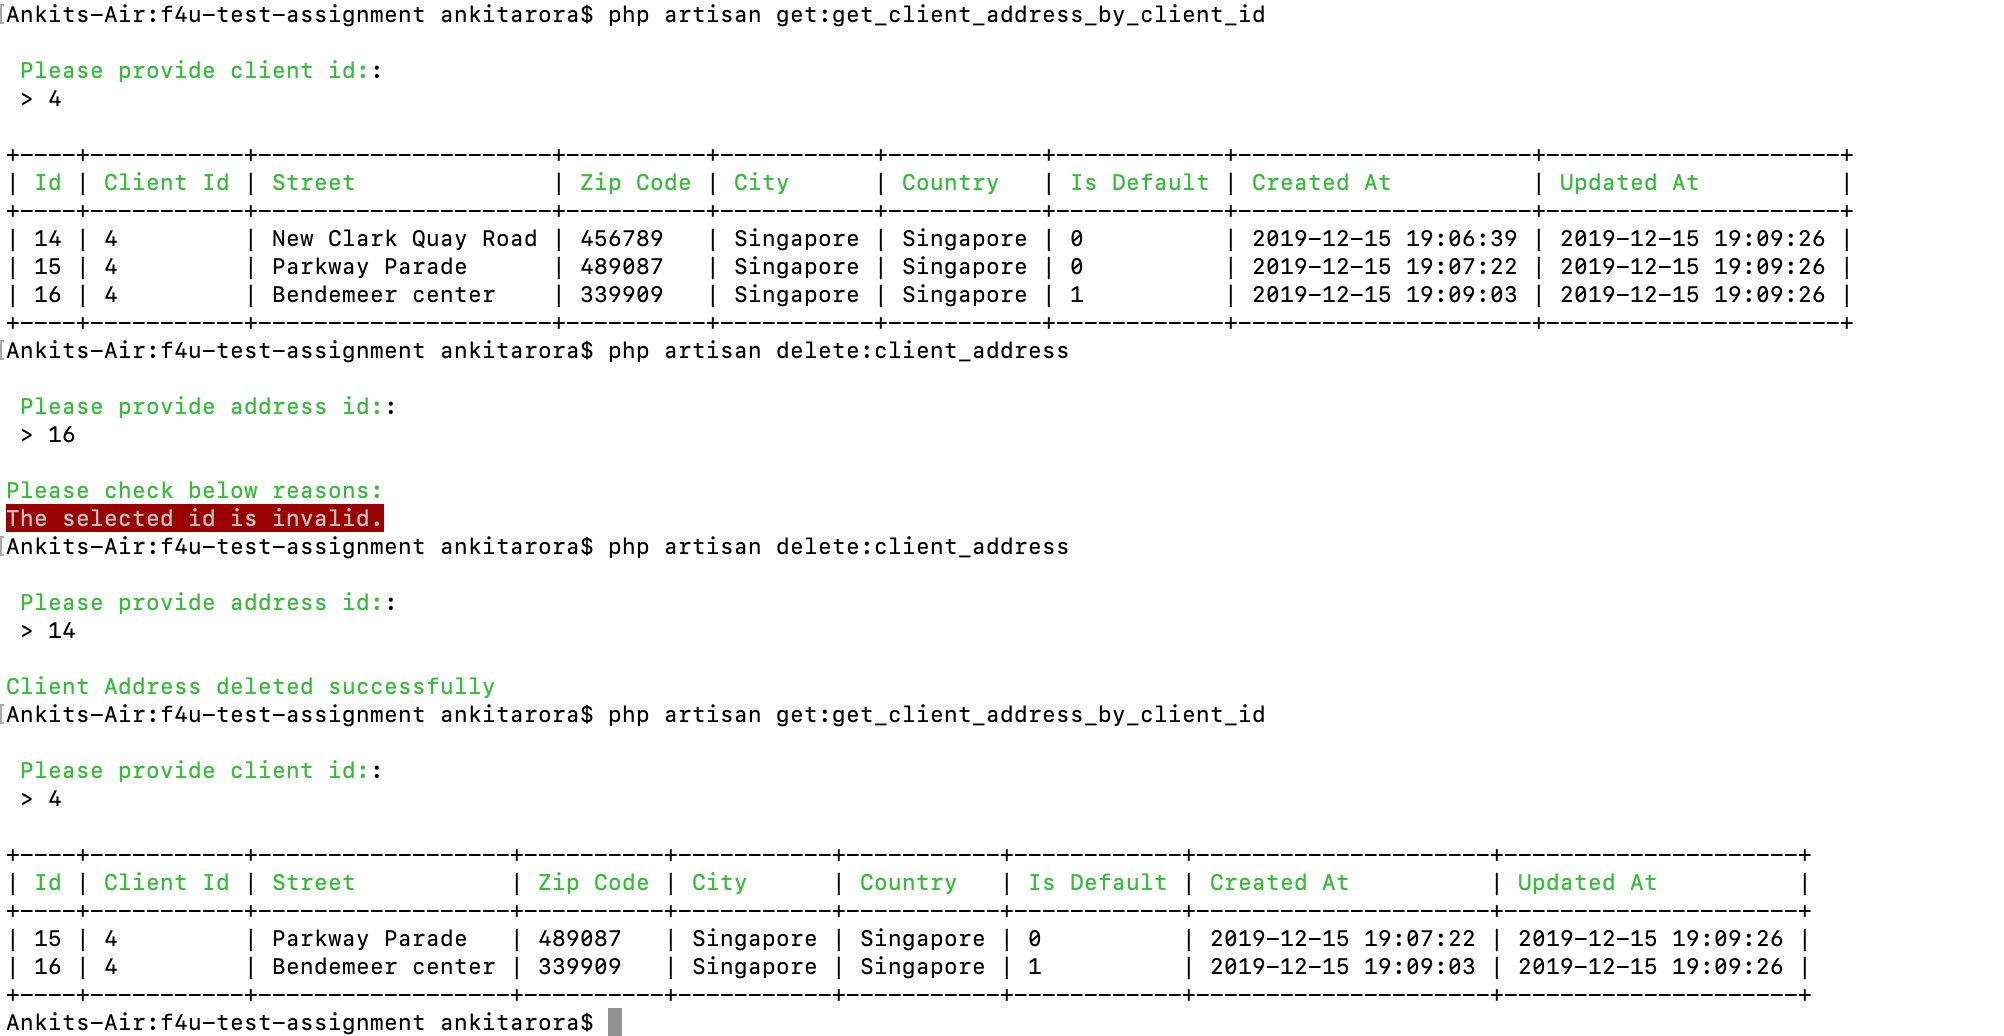 [Ankits-Air:f4u-test-assignment ankitarora$ php artisan get:get_client_address_by_client_id
Please provide client id::
> 4
+----+-----------+---------------------+----------+-----------+-----------+------------+---------------------+---------------------+
| Id | Client Id | Street              | Zip Code | City      | Country   | Is Default | Created At          | Updated At          |
+----+-----------+---------------------+----------+-----------+-----------+------------+---------------------+---------------------+
| 14 | 4         | New Clark Quay Road | 456789   | Singapore | Singapore | 0          | 2019-12-15 19:06:39 | 2019-12-15 19:09:26 |
| 15 | 4         | Parkway Parade      | 489087   | Singapore | Singapore | 0          | 2019-12-15 19:07:22 | 2019-12-15 19:09:26 |
| 16 | 4         | Bendemeer center    | 339909   | Singapore | Singapore | 1          | 2019-12-15 19:09:03 | 2019-12-15 19:09:26 |
+----+-----------+---------------------+----------+-----------+-----------+------------+---------------------+---------------------+
[Ankits-Air:f4u-test-assignment ankitarora$ php artisan delete:client_address
Please provide address id::
> 16
Please check below reasons:
The selected id is invalid.
[Ankits-Air:f4u-test-assignment ankitarora$ php artisan delete:client_address
Please provide address id::
> 14
Client Address deleted successfully
[Ankits-Air:f4u-test-assignment ankitarora$ php artisan get:get_client_address_by_client_id
Please provide client id::
> 4
+----+-----------+------------------+----------+-----------+-----------+------------+---------------------+---------------------+
| Id | Client Id | Street           | Zip Code | City      | Country   | Is Default | Created At          | Updated At          |
+----+-----------+------------------+----------+-----------+-----------+------------+---------------------+---------------------+
| 15 | 4         | Parkway Parade   | 489087   | Singapore | Singapore | 0          | 2019-12-15 19:07:22 | 2019-12-15 19:09:26 |
| 16 | 4         | Bendemeer center | 339909   | Singapore | Singapore | 1          | 2019-12-15 19:09:03 | 2019-12-15 19:09:26 |
+----+-----------+------------------+----------+-----------+-----------+------------+---------------------+---------------------+
Ankits-Air:f4u-test-assignment ankitarora$